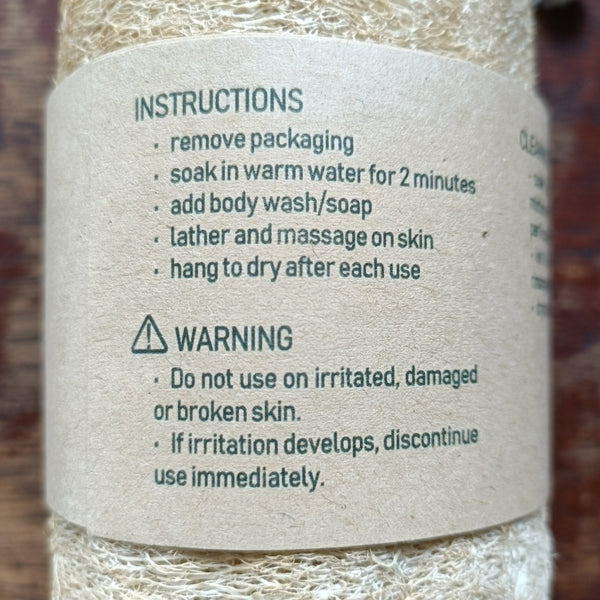 INSTRUCTIONS
· remove packaging
· soak in warm water for 2 minutes
· add body wash/soap
· lather and massage on skin
· hang to dry after each use
WARNING
· Do not use on irritated, damaged
or broken skin.
· If irritation develops, discontinue
use immediately.